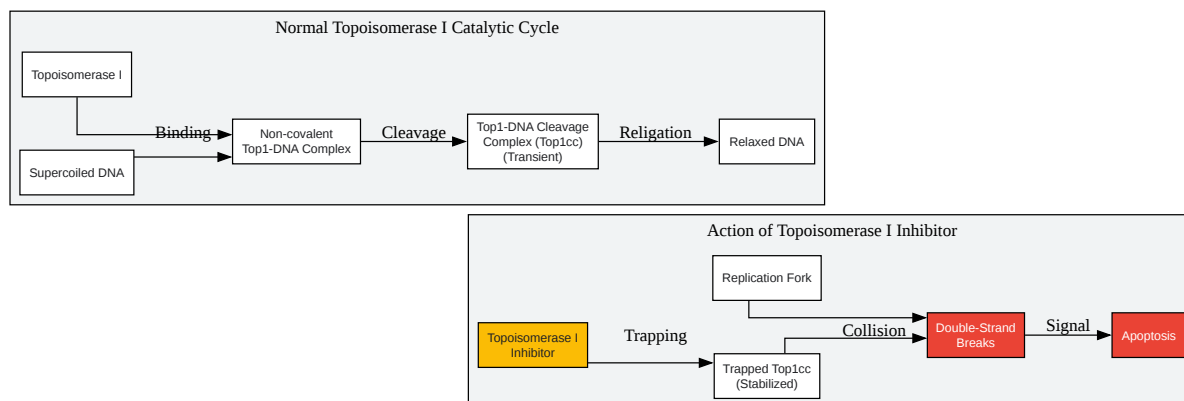 Normal Topoisomerase I Catalytic Cycle
Topoisomerase I
Supercoiled DNA
Binding
Non-covalent
Top1-DNA Complex
Cleavage
Top1-DNA Cleavage
Complex (Top1cc)
(Transient)
Religation
Relaxed DNA
Action of Topoisomerase I Inhibitor
Replication Fork
Topoisomerase I
Inhibitor
Trapping
Trapped Top1cc
(Stabilized)
Collision
Double-Strand
Breaks
Signal
Apoptosis